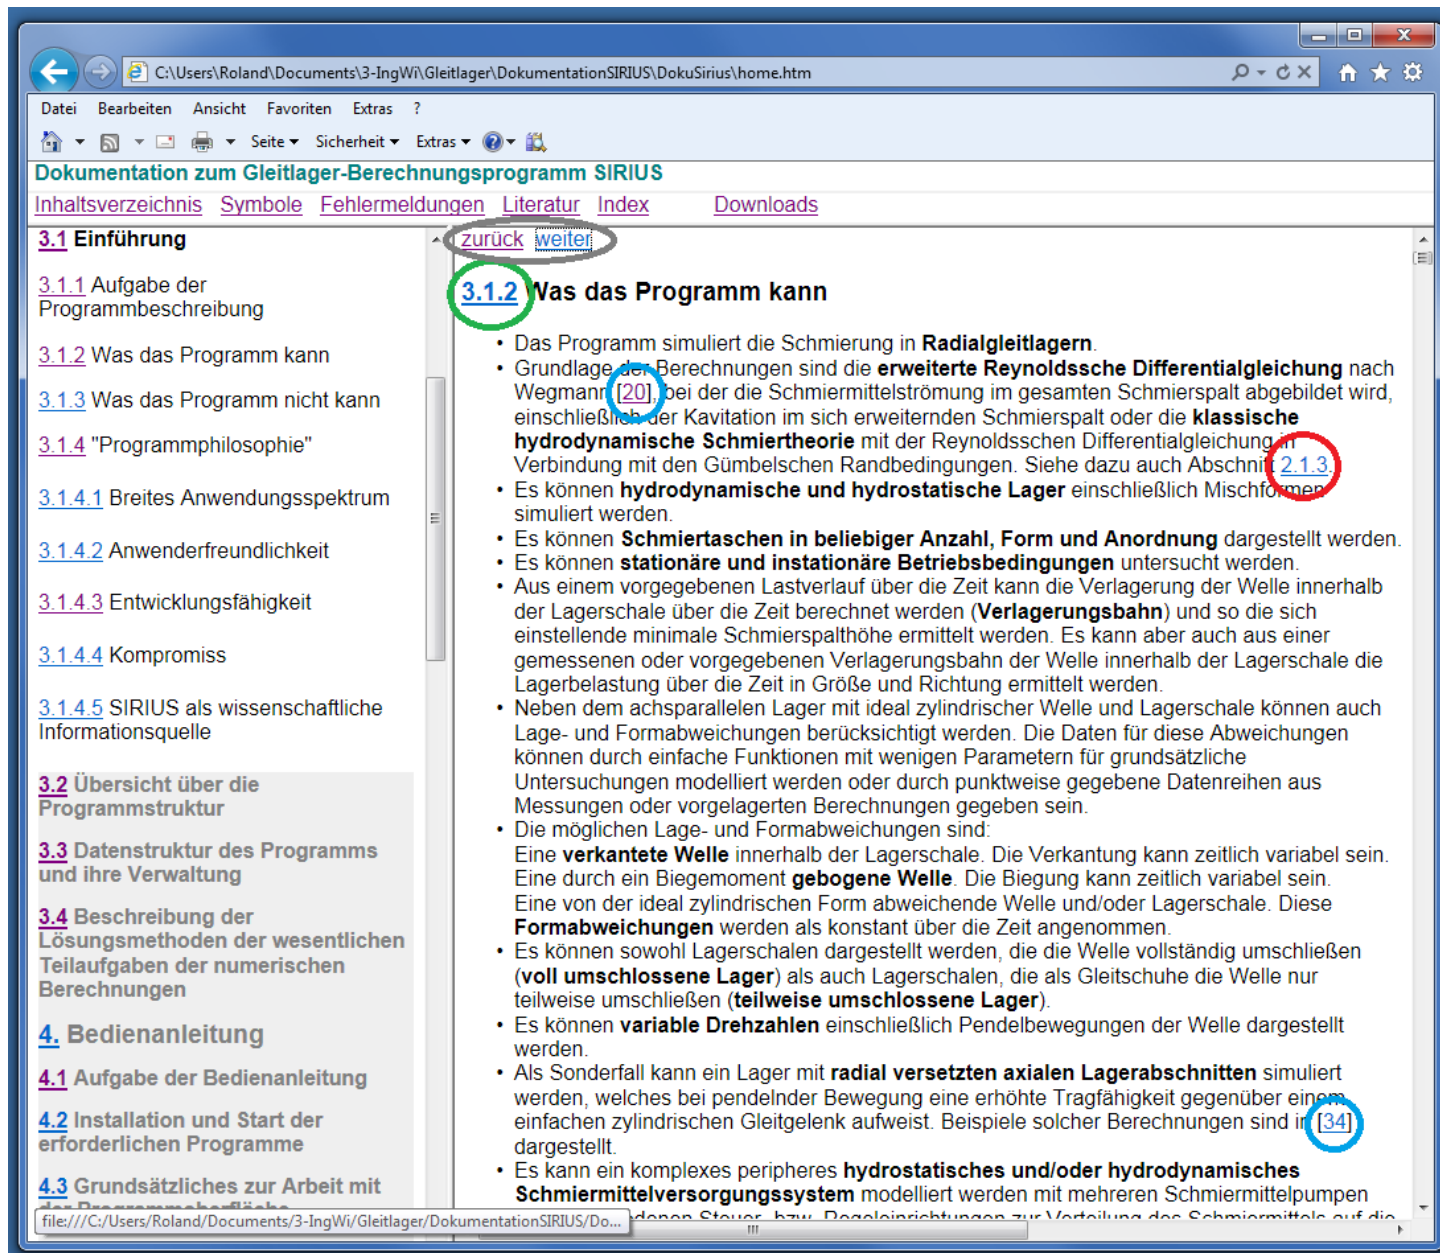 C:\Users\Roland\Documents\3-IngWi\Gleitlager\DokumentationSIRIUS\DokuSirius\home.htm
Datei Bearbeiten Ansicht Favoriten Extras ?
Seite Sicherheit Extras
Dokumentation zum Gleitlager-Berechnungsprogramm SIRIUS
Inhaltsverzeichnis Symbole Fehlermeldungen Literatur Index Downloads
3.1 Einführung
3.1.1 Aufgabe der
Programmbeschreibung
3.1.2 Was das Programm kann
3.1.3 Was das Programm nicht kann
3.1.4 "Programmphilosophie"
3.1.4.1 Breites Anwendungsspektrum
3.1.4.2 Anwenderfreundlichkeit
3.1.4.3 Entwicklungsfähigkeit
3.1.4.4 Kompromiss
3.1.4.5 SIRIUS als wissenschaftliche
Informationsquelle
3.2 Übersicht über die
Programmstruktur
3.3 Datenstruktur des Programms
und ihre Verwaltung
3.4 Beschreibung der
Lösungsmethoden der wesentlichen
Teilaufgaben der numerischen
Berechnungen
4. Bedienanleitung
4.1 Aufgabe der Bedienanleitung
4.2 Installation und Start der
erforderlichen Programme
4.3 Grundsätzliches zur Arbeit mit
der Programmoberfläche
file:///C:/Users/Roland/Documents/3-IngWi/Gleitlager/DokumentationSIRIUS/Do...
zurück weiter
3.1.2 Was das Programm kann
• Das Programm simuliert die Schmierung in Radialgleitlagern.
• Grundlage der Berechnungen sind die erweiterte Reynoldssche Differentialgleichung nach
Wegmann [20], bei der die Schmiermittelströmung im gesamten Schmierspalt abgebildet wird,
einschließlich der Kavitation im sich erweiternden Schmierspalt oder die klassische
hydrodynamische Schmiertheorie mit der Reynoldsschen Differentialgleichung in
Verbindung mit den Gümbelschen Randbedingungen. Siehe dazu auch Abschnitt 2.1.3.
• Es können hydrodynamische und hydrostatische Lager einschließlich Mischformen
simuliert werden.
• Es können Schmiertaschen in beliebiger Anzahl, Form und Anordnung dargestellt werden.
• Es können stationäre und instationäre Betriebsbedingungen untersucht werden.
• Aus einem vorgegebenen Lastverlauf über die Zeit kann die Verlagerung der Welle innerhalb
der Lagerschale über die Zeit berechnet werden (Verlagerungsbahn) und so die sich
einstellende minimale Schmierspalthöhe ermittelt werden. Es kann aber auch aus einer
gemessenen oder vorgegebenen Verlagerungsbahn der Welle innerhalb der Lagerschale die
Lagerbelastung über die Zeit in Größe und Richtung ermittelt werden.
• Neben dem achsparallelen Lager mit ideal zylindrischer Welle und Lagerschale können auch
Lage- und Formabweichungen berücksichtigt werden. Die Daten für diese Abweichungen
können durch einfache Funktionen mit wenigen Parametern für grundsätzliche
Untersuchungen modelliert werden oder durch punktweise gegebene Datenreihen aus
Messungen oder vorgelagerten Berechnungen gegeben sein.
• Die möglichen Lage- und Formabweichungen sind:
Eine verkantete Welle innerhalb der Lagerschale. Die Verkantung kann zeitlich variabel sein.
Eine durch ein Biegemoment gebogene Welle. Die Biegung kann zeitlich variabel sein.
Eine von der ideal zylindrischen Form abweichende Welle und/oder Lagerschale. Diese
Formabweichungen werden als konstant über die Zeit angenommen.
• Es können sowohl Lagerschalen dargestellt werden, die die Welle vollständig umschließen
(voll umschlossene Lager) als auch Lagerschalen, die als Gleitschuhe die Welle nur
teilweise umschließen (teilweise umschlossene Lager).
• Es können variable Drehzahlen einschließlich Pendelbewegungen der Welle dargestellt
werden.
• Als Sonderfall kann ein Lager mit radial versetzten axialen Lagerabschnitten simuliert
werden, welches bei pendelnder Bewegung eine erhöhte Tragfähigkeit gegenüber einem
einfachen zylindrischen Gleitgelenk aufweist. Beispiele solcher Berechnungen sind in [34]
dargestellt.
• Es kann ein komplexes peripheres hydrostatisches und/oder hydrodynamisches
Schmiermittelversorgungssystem modelliert werden mit mehreren Schmiermittelpumpen
Steuer- bzw. Regeleinrichtungen zur Verteilung des Schmiermittels auf die